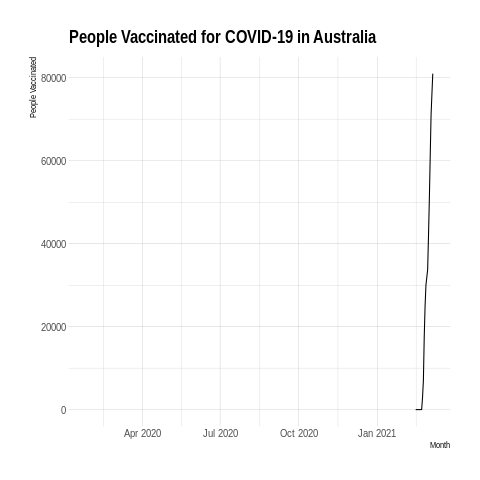 People Vaccinated for COVID-19 in Australia
People Vaccinated
80000
60000
40000
20000
0
Apr 2020 Jul 2020 Oct 2020 Jan 2021
Month